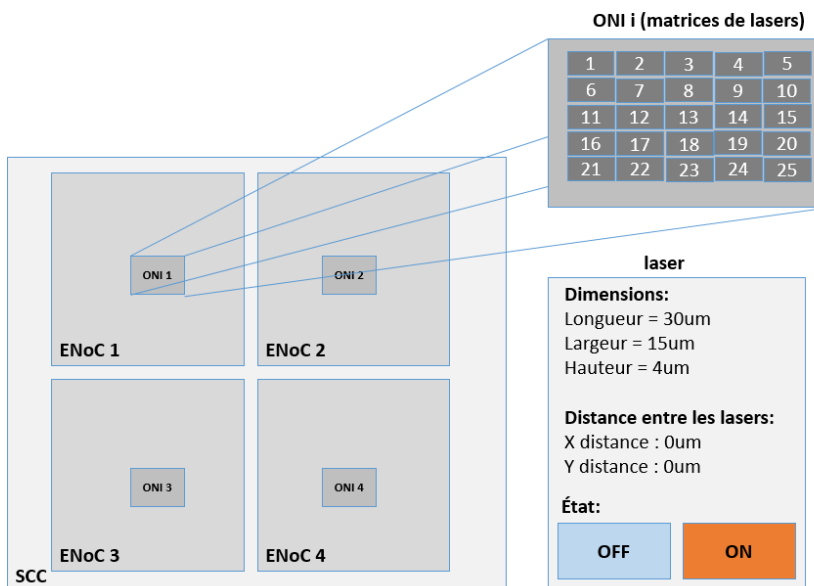 ONI i (matrices de lasers)
1 2 3 4 5
6 7 8 9 10
11 12 13 14 15
16 17 18 19 20
21 22 23 24 25
ONI 1
ONI 2
ENoC 1
ENoC 2
ONI 3
ONI 4
ENoC 3
ENoC 4
SCC
laser
Dimensions:
Longueur = 30um
Largeur = 15um
Hauteur = 4um
Distance entre les lasers:
X distance : 0um
Y distance : 0um
État:
OFF
ON